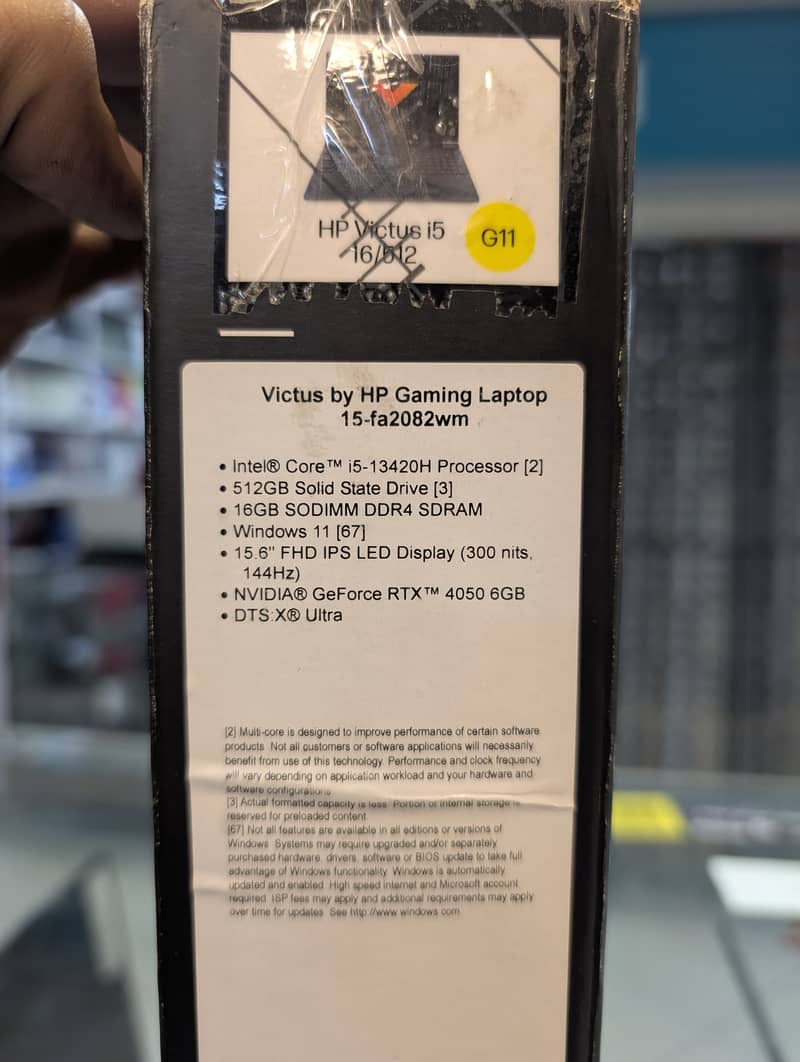 HP Victus i5
16/512
G11
Victus by HP Gaming Laptop
15-fa2082wm
• Intel® Core™ i5-13420H Processor [2]
• 512GB Solid State Drive [3]
• 16GB SODIMM DDR4 SDRAM
• Windows 11 [67]
• 15.6" FHD IPS LED Display (300 nits,
144Hz)
• NVIDIA® GeForce RTX™ 4050 6GB
• DTS:X® Ultra
[2] Multi-core is designed to improve performance of certain software
products. Not all customers or software applications will necessarily
benefit from use of this technology. Performance and clock frequency
will vary depending on application workload and your hardware and
software configurations.
[3] Actual formatted capacity is less. Portion of internal storage is
reserved for preloaded content.
[67] Not all features are available in all editions or versions of
Windows. Systems may require upgraded and/or separately
purchased hardware, drivers, software or BIOS update to take full
advantage of Windows functionality. Windows is automatically
updated and enabled. High speed internet and Microsoft account
required. ISP fees may apply and additional requirements may apply
over time for updates. See http://www.windows.com